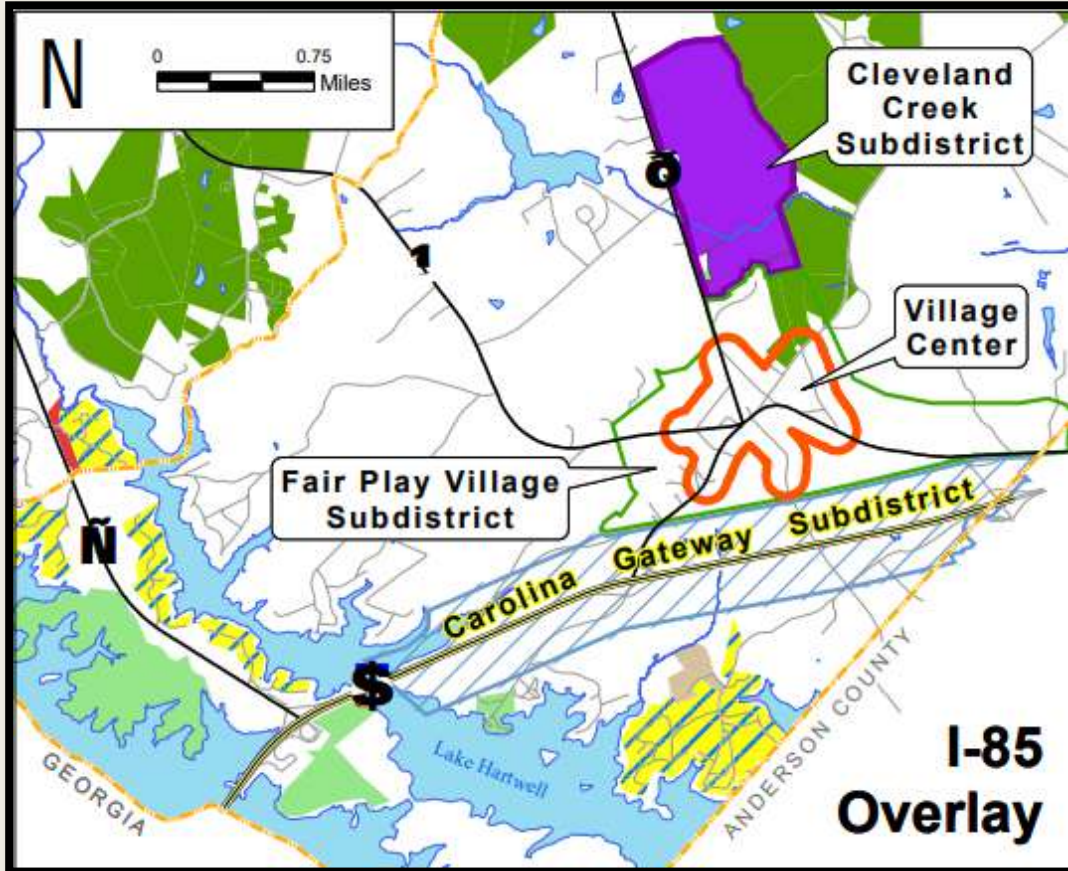 N
0 0.75
Miles
Cleveland
Creek
Subdistrict
ð
1
Village
Center
Fair Play Village
Subdistrict
Ñ
Carolina Gateway Subdistrict
$
Lake Hartwell
GEORGIA
ANDERSON COUNTY
I-85
Overlay